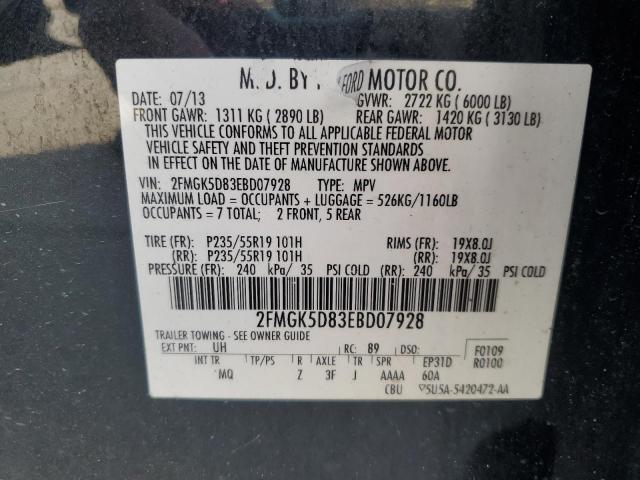 BY FORD MOTOR CO.
DATE: 07/13 GVWR: 2722 KG ( 6000 LB)
FRONT GAWR: 1311 KG ( 2890 LB) REAR GAWR: 1420 KG ( 3130 LB)
THIS VEHICLE CONFORMS TO ALL APPLICABLE FEDERAL MOTOR
VEHICLE SAFETY AND THEFT PREVENTION STANDARDS IN
EFFECT ON THE DATE OF MANUFACTURE SHOWN ABOVE.
VIN: 2FMGK5D83EBD07928 TYPE: MPV
MAXIMUM LOAD = OCCUPANTS + LUGGAGE = 526KG/1160LB
OCCUPANTS = 7 TOTAL; 2 FRONT, 5 REAR
TIRE (FR): P235/55R19 101H RIMS (FR): 19X8.0J
(RR): P235/55R19 101H (RR): 19X8.0J
PRESSURE (FR): 240 kPa/ 35 PSI COLD (RR): 240 kPa/ 35 PSI COLD
2FMGK5D83EBD07928
TRAILER TOWING - SEE OWNER GUIDE
EXT PNT: UH RC: 89 DSO: F0109
INT TR TP/PS R AXLE TR SPR EP31D R0100
MQ Z 3F J AAAA 60A
CBU 5U5A-5420472-AA